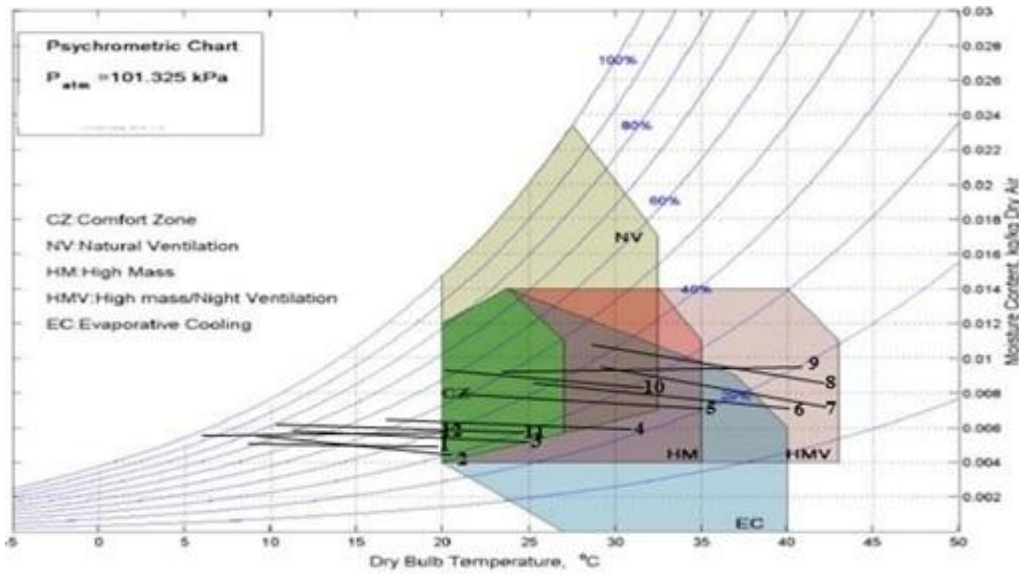 Psychrometric Chart
P atm =101.325 kPa
CZ:Comfort Zone
NV:Natural Ventilation
HM:High Mass
HMV:High mass/Night Ventilation
EC:Evaporative Cooling
100%
80%
60%
40%
20%
NV
CZ
HM
HMV
EC
9
8
10
7
6
5
4
12
11
3
1
2
0.03
0.028
0.026
0.024
0.022
0.02
0.018
0.016
0.014
0.012
0.01
0.008
0.006
0.004
0.002
Moisture Content, kg/kg Dry Air
-5 0 5 10 15 20 25 30 35 40 45 50
Dry Bulb Temperature, °C